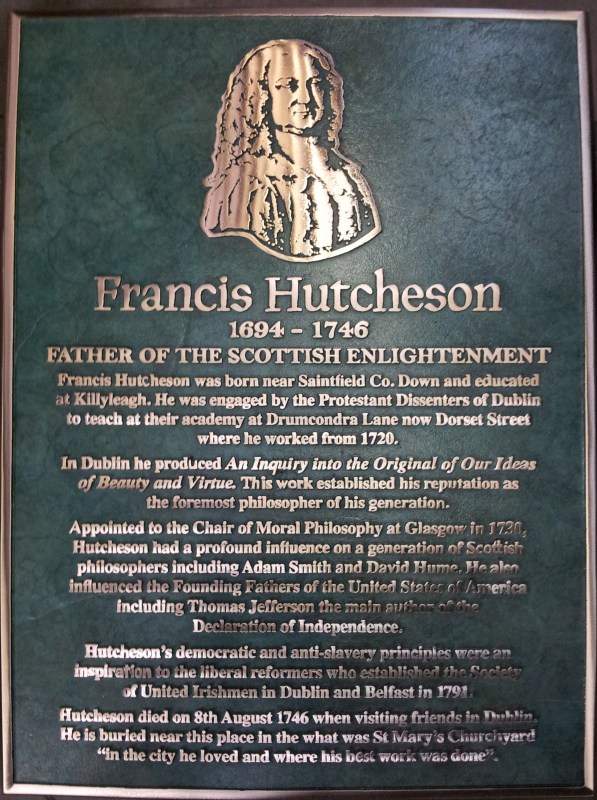 Francis Hutcheson
1694 - 1746
FATHER OF THE SCOTTISH ENLIGHTENMENT
Francis Hutcheson was born near Saintfield Co. Down and educated
at Killyleagh. He was engaged by the Protestant Dissenters of Dublin
to teach at their academy at Drumcondra Lane now Dorset Street
where he worked from 1720.
In Dublin he produced An Inquiry into the Original of Our Ideas
of Beauty and Virtue. This work established his reputation as
the foremost philosopher of his generation.
Appointed to the Chair of Moral Philosophy at Glasgow in 1730,
Hutcheson had a profound influence on a generation of Scottish
philosophers including Adam Smith and David Hume. He also
influenced the Founding Fathers of the United States of America
including Thomas Jefferson the main author of the
Declaration of Independence.
Hutcheson's democratic and anti-slavery principles were an
inspiration to the liberal reformers who established the Society
of United Irishmen in Dublin and Belfast in 1791.
Hutcheson died on 8th August 1746 when visiting friends in Dublin.
He is buried near this place in the what was St Mary's Churchyard
“in the city he loved and where his best work was done”.